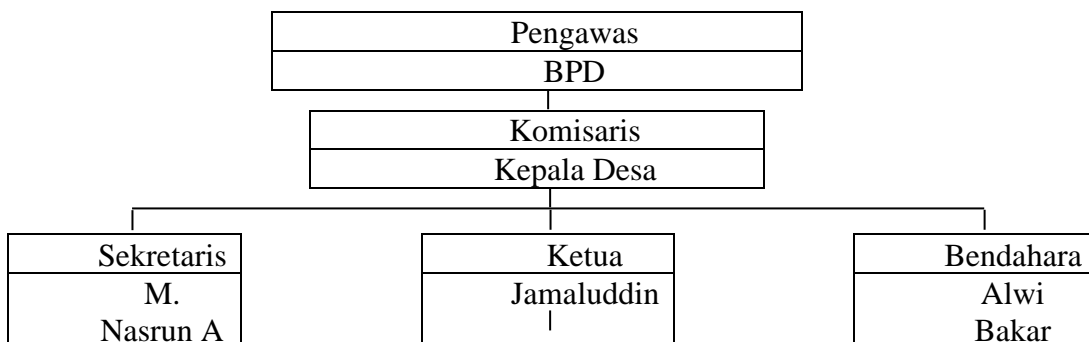 Pengawas
BPD
Komisaris
Kepala Desa
Sekretaris
M.
Nasrun A
Ketua
Jamaluddin
Bendahara
Alwi
Bakar